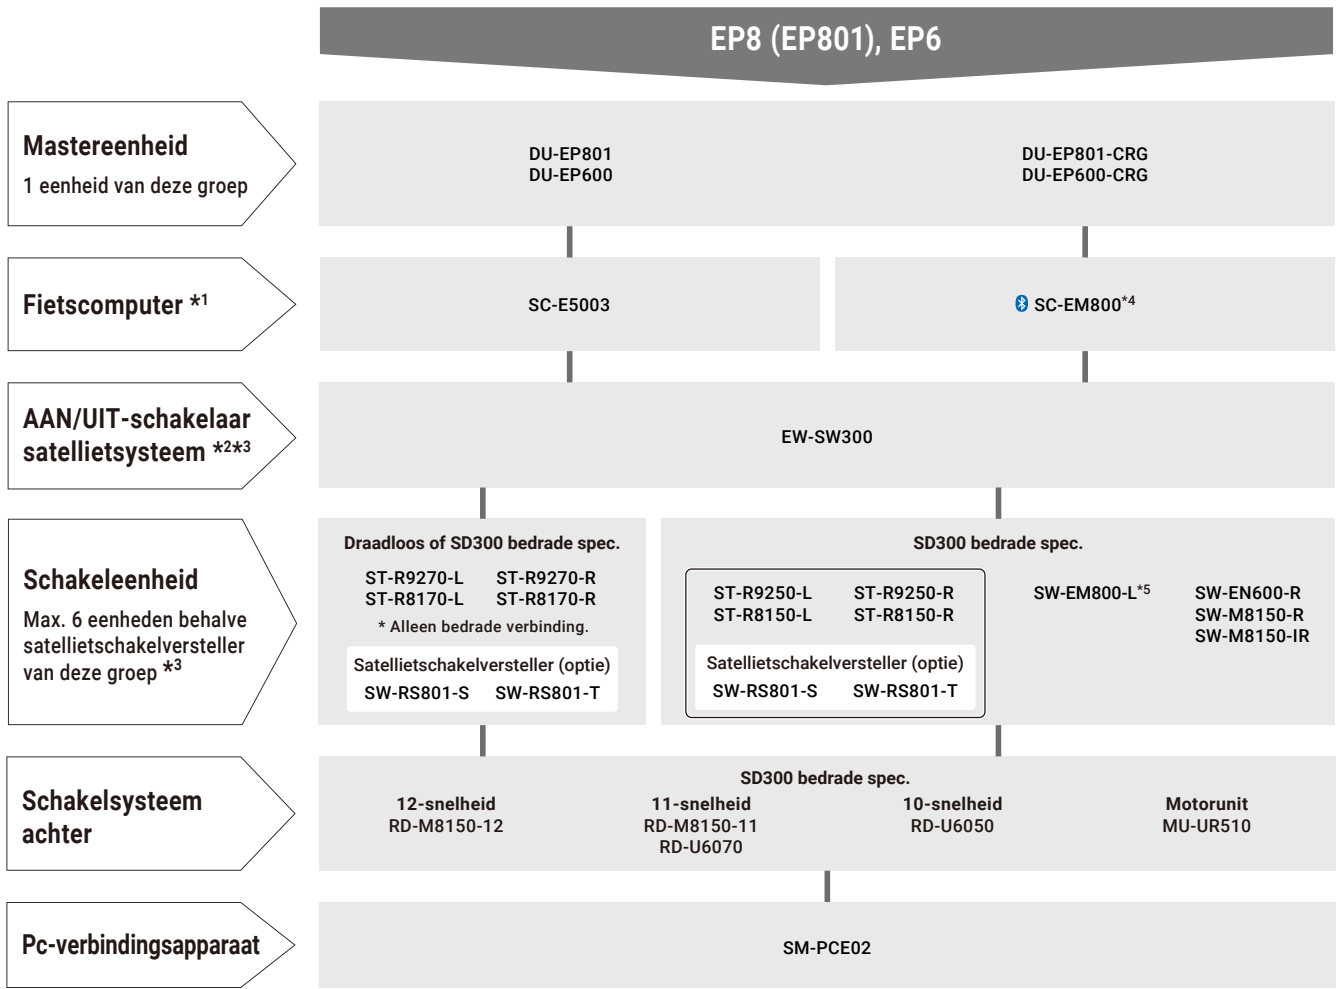 EP8 (EP801), EP6
Mastereenheid
1 eenheid van deze groep
DU-EP801
DU-EP600
DU-EP801-CRG
DU-EP600-CRG
Fietscomputer *1
SC-E5003
SC-EM800*4
AAN/UIT-schakelaar
satellietsysteem *2*3
EW-SW300
Schakeleenheid
Max. 6 eenheden behalve
satellietschakelversteller
van deze groep *3
Draadloos of SD300 bedrade spec.
ST-R9270-L ST-R9270-R
ST-R8170-L ST-R8170-R
* Alleen bedrade verbinding.
Satellietschakelversteller (optie)
SW-RS801-S SW-RS801-T
SD300 bedrade spec.
ST-R9250-L ST-R9250-R
ST-R8150-L ST-R8150-R
Satellietschakelversteller (optie)
SW-RS801-S SW-RS801-T
SW-EM800-L*5
SW-EN600-R
SW-M8150-R
SW-M8150-IR
Schakelsysteem
achter
SD300 bedrade spec.
12-snelheid
RD-M8150-12
11-snelheid
RD-M8150-11
RD-U6070
10-snelheid
RD-U6050
Motorunit
MU-UR510
Pc-verbindingsapparaat
SM-PCE02